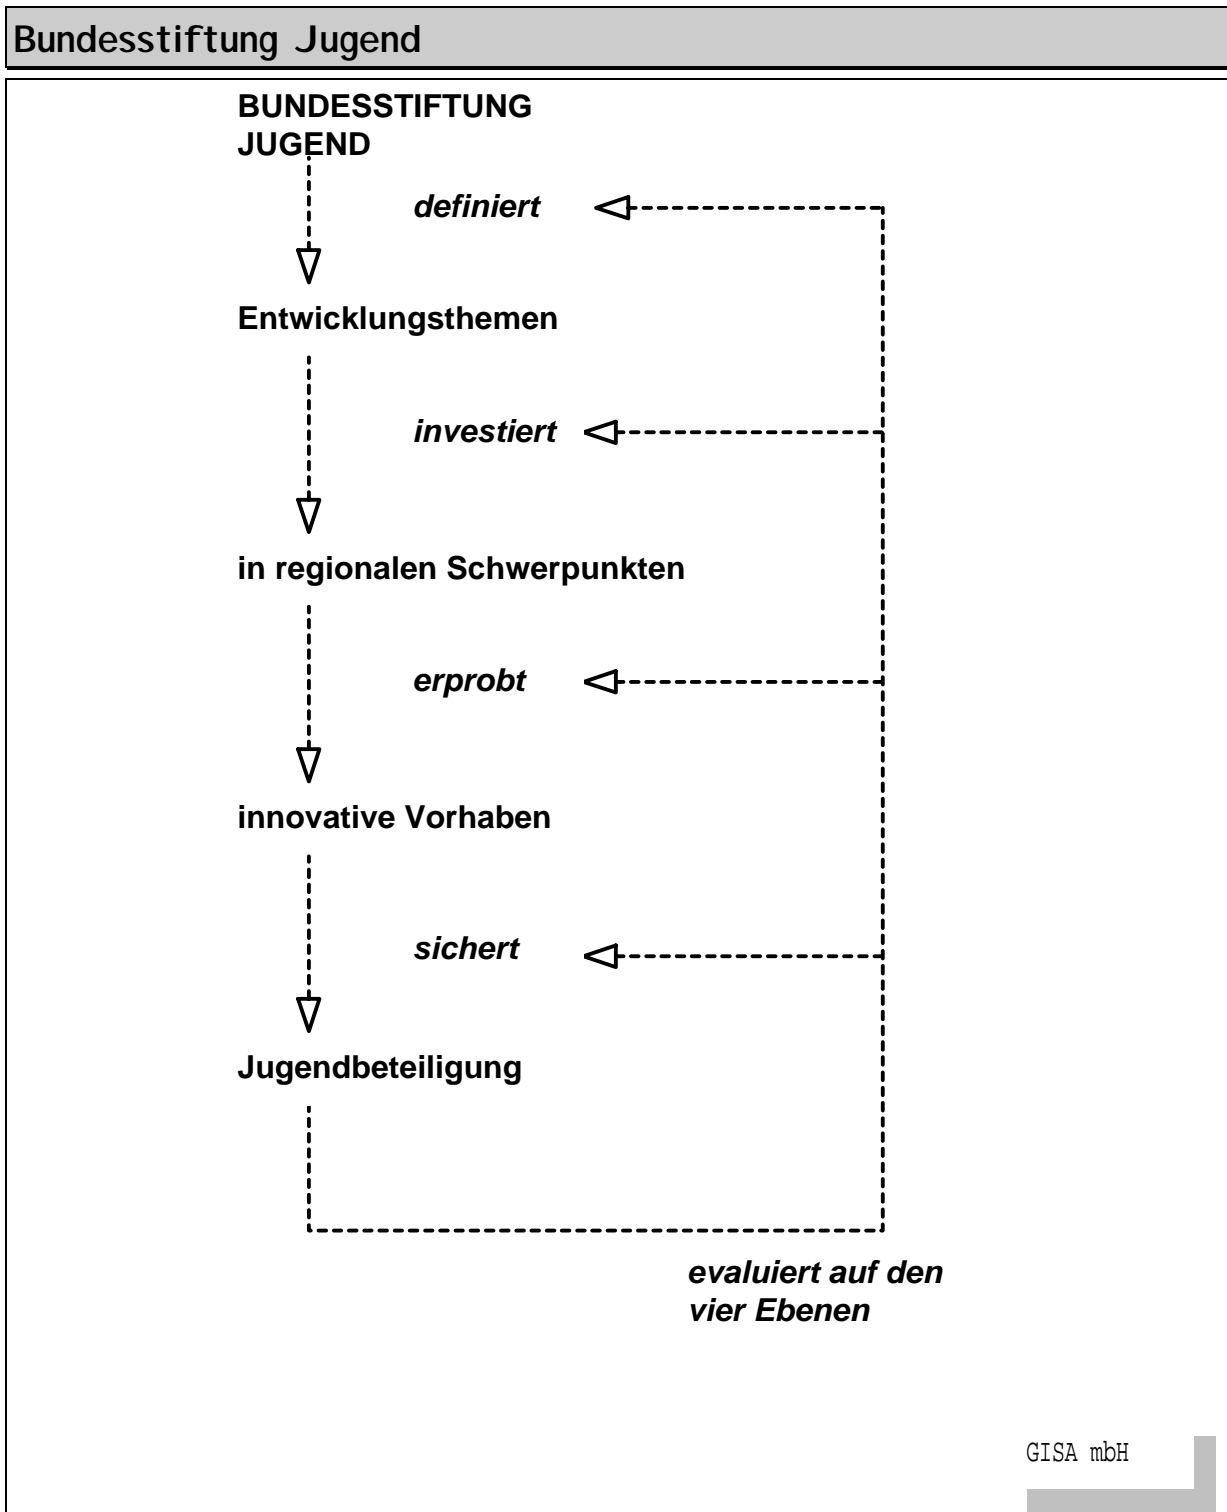 Bundesstiftung Jugend
BUNDESSTIFTUNG
JUGEND
definiert
Entwicklungsthemen
investiert
in regionalen Schwerpunkten
erprobt
innovative Vorhaben
sichert
Jugendbeteiligung
evaluiert auf den
vier Ebenen
GISA mbH